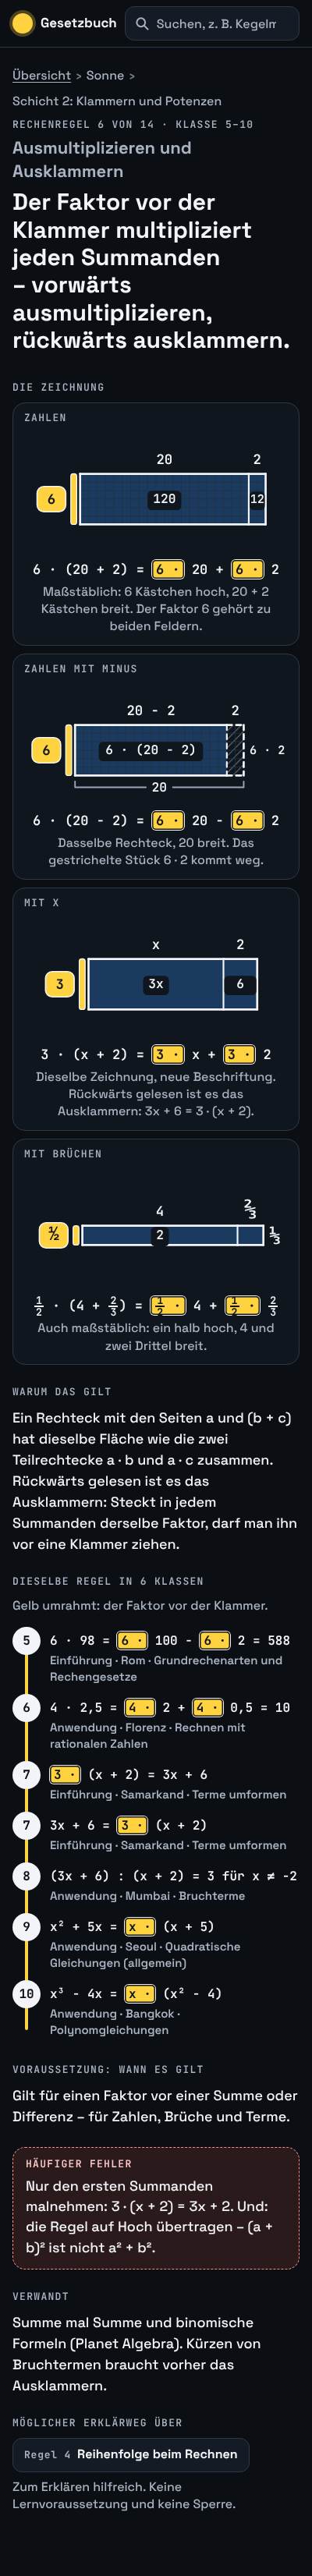 Gesetzbuch
Suchen, z. B. Kegelm
Übersicht > Sonne >
Schicht 2: Klammern und Potenzen
RECHENREGEL 6 VON 14 · KLASSE 5–10
Ausmultiplizieren und
Ausklammern
Der Faktor vor der
Klammer multipliziert
jeden Summanden
– vorwärts
ausmultiplizieren,
rückwärts ausklammern.
DIE ZEICHNUNG
ZAHLEN
20 2
6 120 12
6 · (20 + 2) = 6 · 20 + 6 · 2
Maßstäblich: 6 Kästchen hoch, 20 + 2
Kästchen breit. Der Faktor 6 gehört zu
beiden Feldern.
ZAHLEN MIT MINUS
20 - 2 2
6 6 · (20 - 2) 6 · 2
20
6 · (20 - 2) = 6 · 20 - 6 · 2
Dasselbe Rechteck, 20 breit. Das
gestrichelte Stück 6 · 2 kommt weg.
MIT X
x 2
3 3x 6
3 · (x + 2) = 3 · x + 3 · 2
Dieselbe Zeichnung, neue Beschriftung.
Rückwärts gelesen ist es das
Ausklammern: 3x + 6 = 3 · (x + 2).
MIT BRÜCHEN
4 ⅔
½ 2 ⅓
½ · (4 + ⅔) = ½ · 4 + ½ · ⅔
Auch maßstäblich: ein halb hoch, 4 und
zwei Drittel breit.
WARUM DAS GILT
Ein Rechteck mit den Seiten a und (b + c)
hat dieselbe Fläche wie die zwei
Teilrechtecke a · b und a · c zusammen.
Rückwärts gelesen ist es das
Ausklammern: Steckt in jedem
Summanden derselbe Faktor, darf man ihn
vor eine Klammer ziehen.
DIESELBE REGEL IN 6 KLASSEN
Gelb umrahmt: der Faktor vor der Klammer.
5 6 · 98 = 6 · 100 - 6 · 2 = 588
Einführung · Rom · Grundrechenarten und
Rechengesetze
6 4 · 2,5 = 4 · 2 + 4 · 0,5 = 10
Anwendung · Florenz · Rechnen mit
rationalen Zahlen
7 3 · (x + 2) = 3x + 6
Einführung · Samarkand · Terme umformen
7 3x + 6 = 3 · (x + 2)
Einführung · Samarkand · Terme umformen
8 (3x + 6) : (x + 2) = 3 für x ≠ -2
Anwendung · Mumbai · Bruchterme
9 x² + 5x = x · (x + 5)
Anwendung · Seoul · Quadratische
Gleichungen (allgemein)
10 x³ - 4x = x · (x² - 4)
Anwendung · Bangkok ·
Polynomgleichungen
VORAUSSETZUNG: WANN ES GILT
Gilt für einen Faktor vor einer Summe oder
Differenz – für Zahlen, Brüche und Terme.
HÄUFIGER FEHLER
Nur den ersten Summanden
malnehmen: 3 · (x + 2) = 3x + 2. Und:
die Regel auf Hoch übertragen – (a +
b)² ist nicht a² + b².
VERWANDT
Summe mal Summe und binomische
Formeln (Planet Algebra). Kürzen von
Bruchtermen braucht vorher das
Ausklammern.
MÖGLICHER ERKLÄRWEG ÜBER
Regel 4 Reihenfolge beim Rechnen
Zum Erklären hilfreich. Keine
Lernvoraussetzung und keine Sperre.